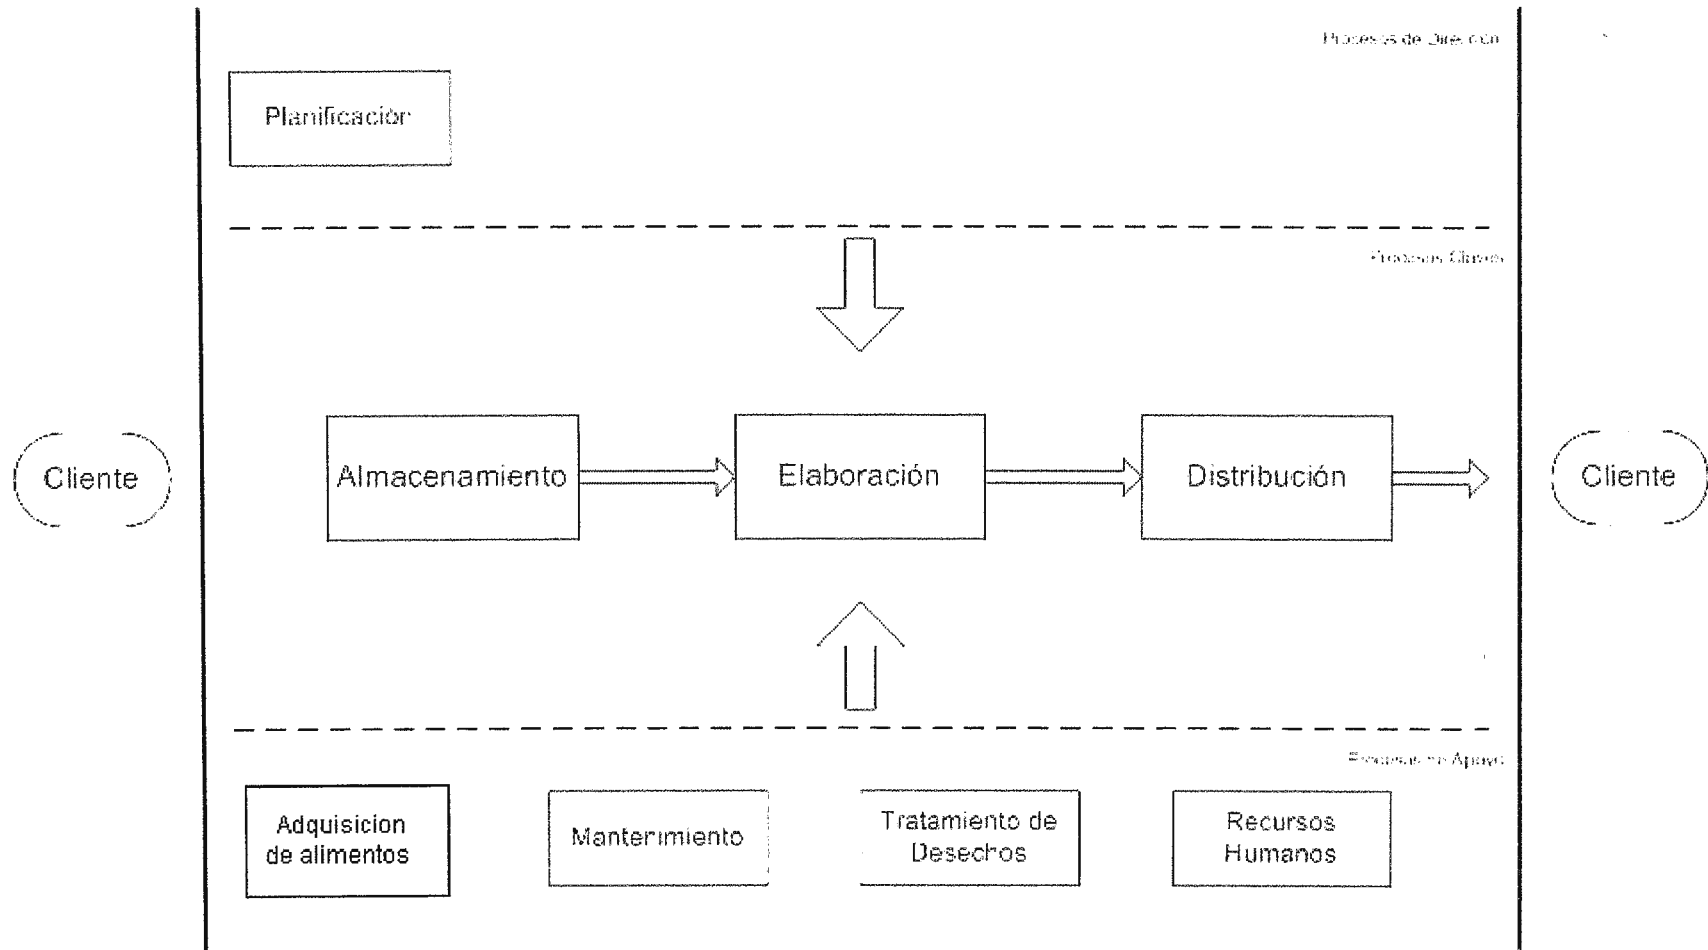 Procesos de Dirección
Planificación
Procesos Claves
Cliente
Almacenamiento
Elaboración
Distribución
Cliente
Procesos de Apoyo
Adquisicion
de alimentos
Mantenimiento
Tratamiento de
Desechos
Recursos
Humanos